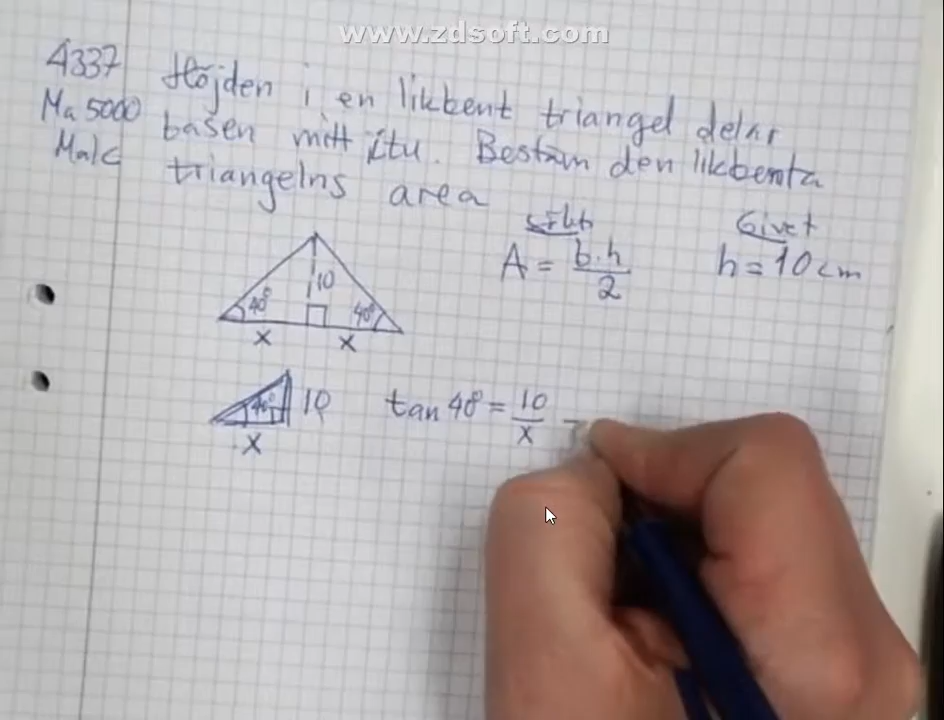 www.zdsoft.com
4337 Höjden i en likbent triangel delar
Ma 5000 basen mitt itu. Bestäm den likbenta
Ma1c triangelns area
Sökt
Givet
A = b·h/2
h = 10 cm
40° 10 40°
x x
40° 10
x
tan 40° = 10/x